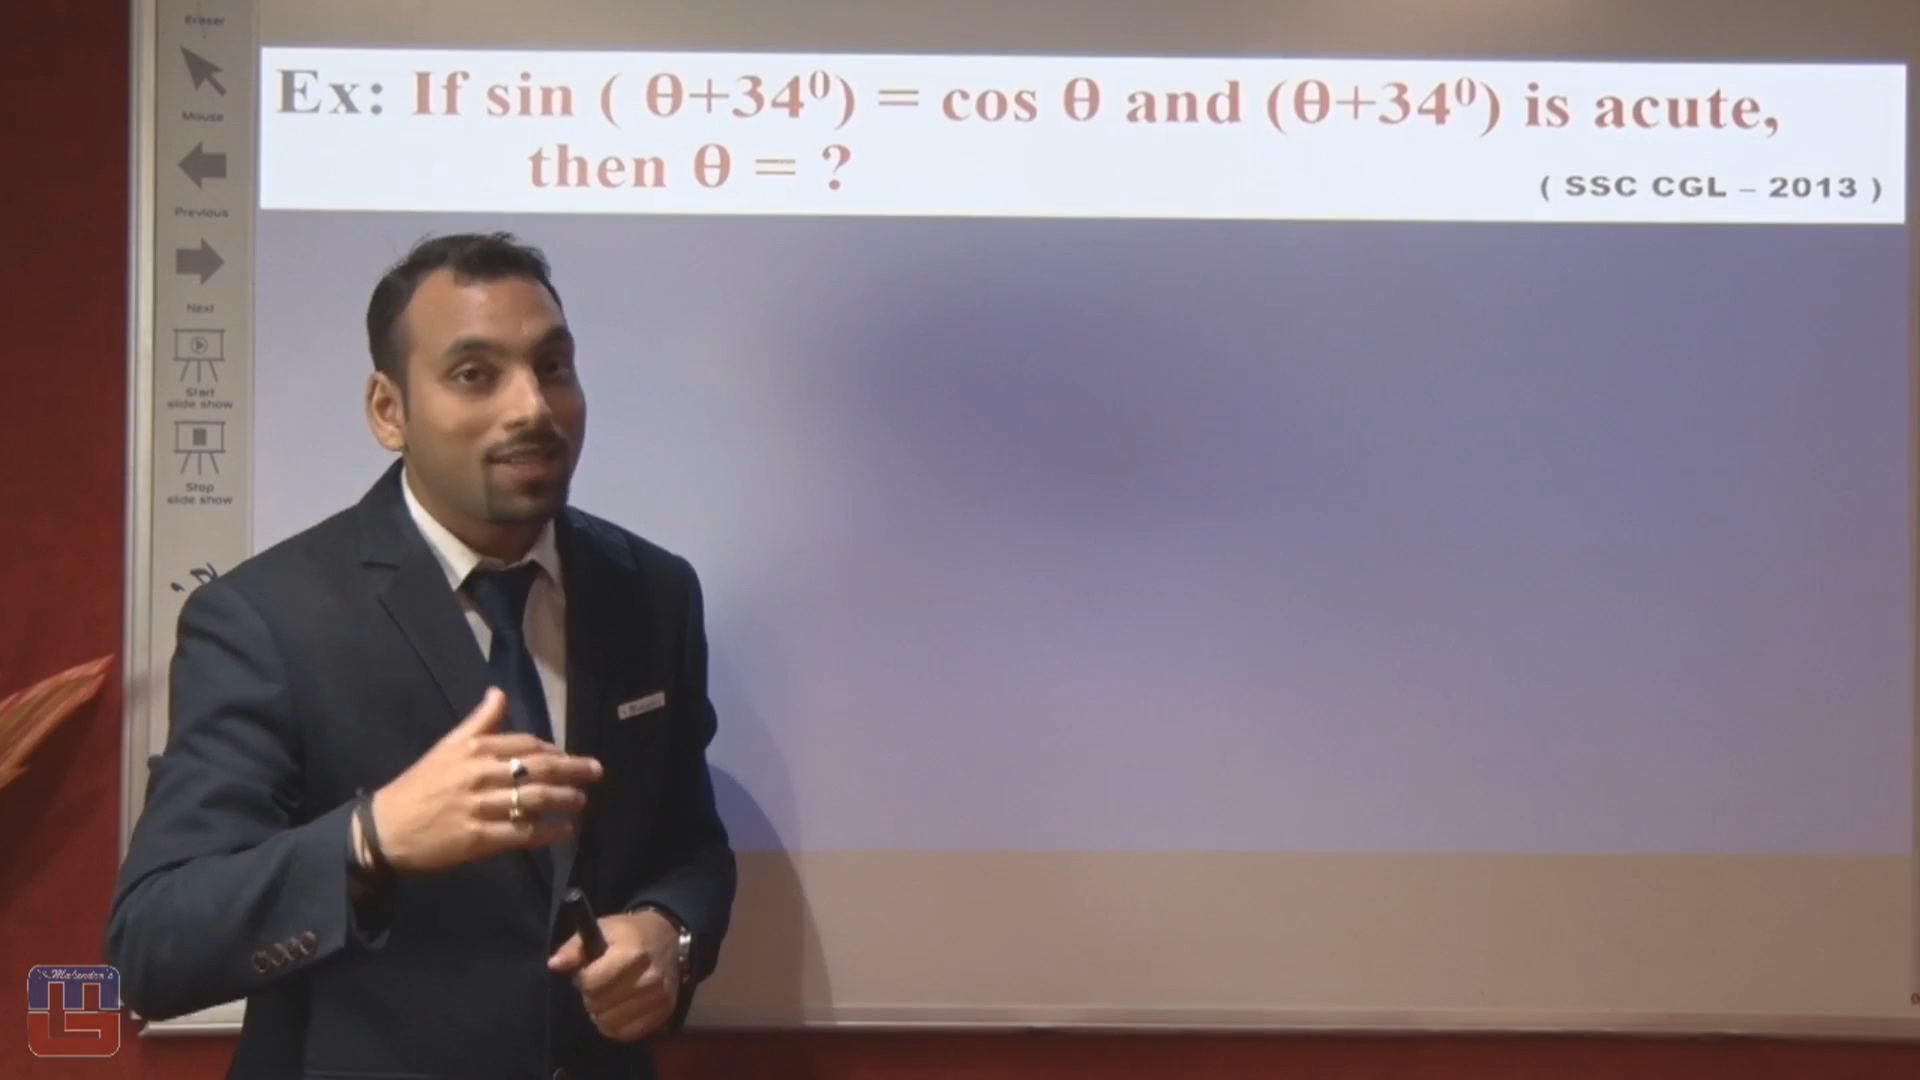 Eraser
Mouse
Previous
Next
Start
slide show
Stop
slide show
Ex: If sin ( θ+34⁰) = cos θ and (θ+34⁰) is acute,
then θ = ?
( SSC CGL – 2013 )
Mahendra's